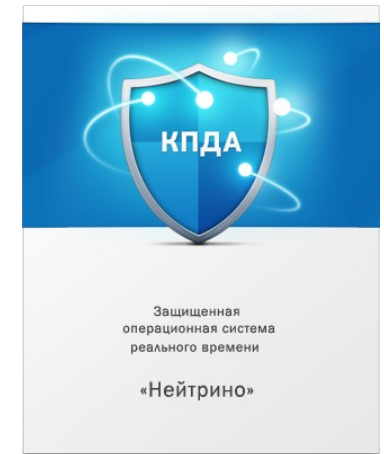 КПДА
Защищенная
операционная система
реального времени
«Нейтрино»